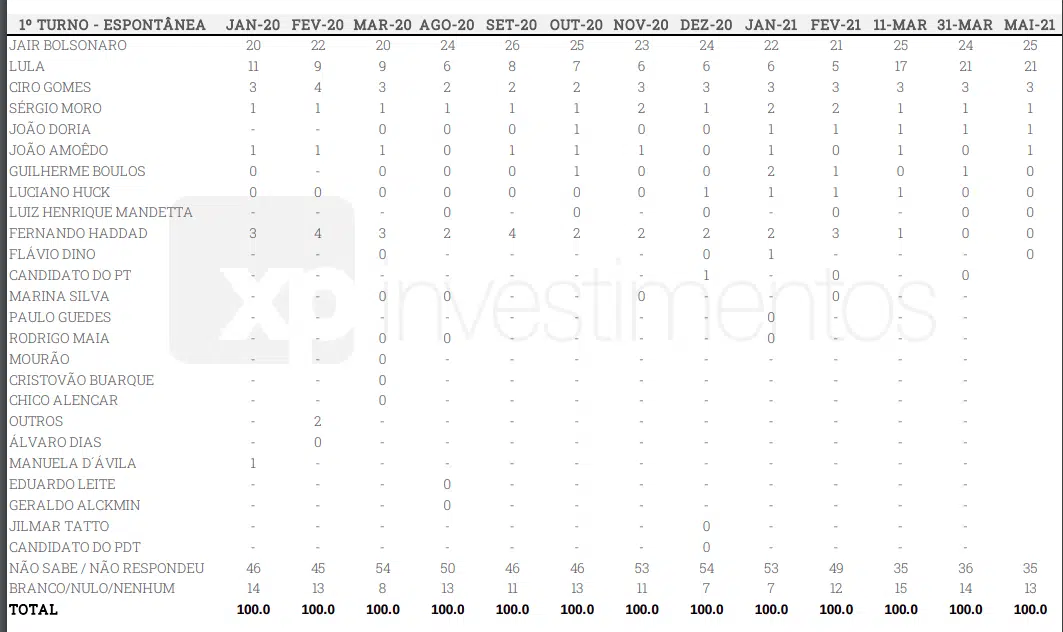 1º TURNO - ESPONTÂNEA JAN-20 FEV-20 MAR-20 AGO-20 SET-20 OUT-20 NOV-20 DEZ-20 JAN-21 FEV-21 11-MAR 31-MAR MAI-21
JAIR BOLSONARO 20 22 20 24 26 25 23 24 22 21 25 24 25
LULA 11 9 9 6 8 7 6 6 6 5 17 21 21
CIRO GOMES 3 4 3 2 2 2 3 3 3 3 3 3 3
SÉRGIO MORO 1 1 1 1 1 1 2 1 2 2 1 1 1
JOÃO DORIA - - 0 0 0 1 0 0 1 1 1 1 1
JOÃO AMOÊDO 1 1 1 0 1 1 1 0 1 0 1 0 1
GUILHERME BOULOS 0 - 0 0 0 1 0 0 2 1 0 1 0
LUCIANO HUCK 0 0 0 0 0 0 0 1 1 1 1 0 0
LUIZ HENRIQUE MANDETTA - - - 0 - 0 - 0 - 0 - 0 0
FERNANDO HADDAD 3 4 3 2 4 2 2 2 2 3 1 0 0
FLÁVIO DINO - - 0 - - - - 0 1 - - - 0
CANDIDATO DO PT - - - - - - - 1 - 0 - 0
MARINA SILVA - - 0 0 - - 0 - - 0 - -
PAULO GUEDES - - - - - - - - 0 - - -
RODRIGO MAIA - - 0 0 - - - - 0 - - -
MOURÃO - - 0 - - - - - - - - -
CRISTOVÃO BUARQUE - - 0 - - - - - - - - -
CHICO ALENCAR - - 0 - - - - - - - - -
OUTROS - 2 - - - - - - - - - -
ÁLVARO DIAS - 0 - - - - - - - - - -
MANUELA D´ÁVILA 1 - - - - - - - - - - -
EDUARDO LEITE - - - 0 - - - - - - - -
GERALDO ALCKMIN - - - 0 - - - - - - - -
JILMAR TATTO - - - - - - - 0 - - - -
CANDIDATO DO PDT - - - - - - - 0 - - - -
NÃO SABE / NÃO RESPONDEU 46 45 54 50 46 46 53 54 53 49 35 36 35
BRANCO/NULO/NENHUM 14 13 8 13 11 13 11 7 7 12 15 14 13
TOTAL 100.0 100.0 100.0 100.0 100.0 100.0 100.0 100.0 100.0 100.0 100.0 100.0 100.0
xp investimentos